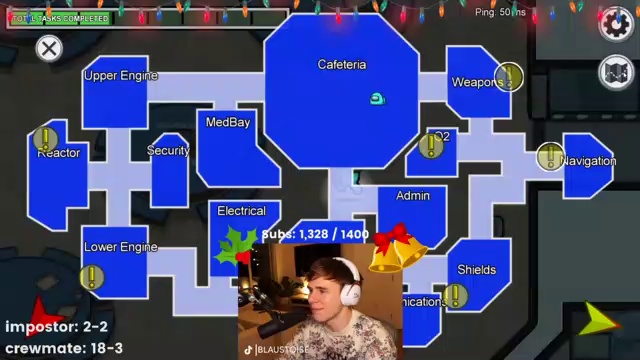 TOTAL TASKS COMPLETED
Ping: 50 ms
Cafeteria
Upper Engine
Weapons
MedBay
O2
Reactor
Security
Navigation
Admin
Electrical
Subs: 1,328 / 1400
Lower Engine
Shields
impostor: 2-2
crewmate: 18-3
BLAUSTOISE